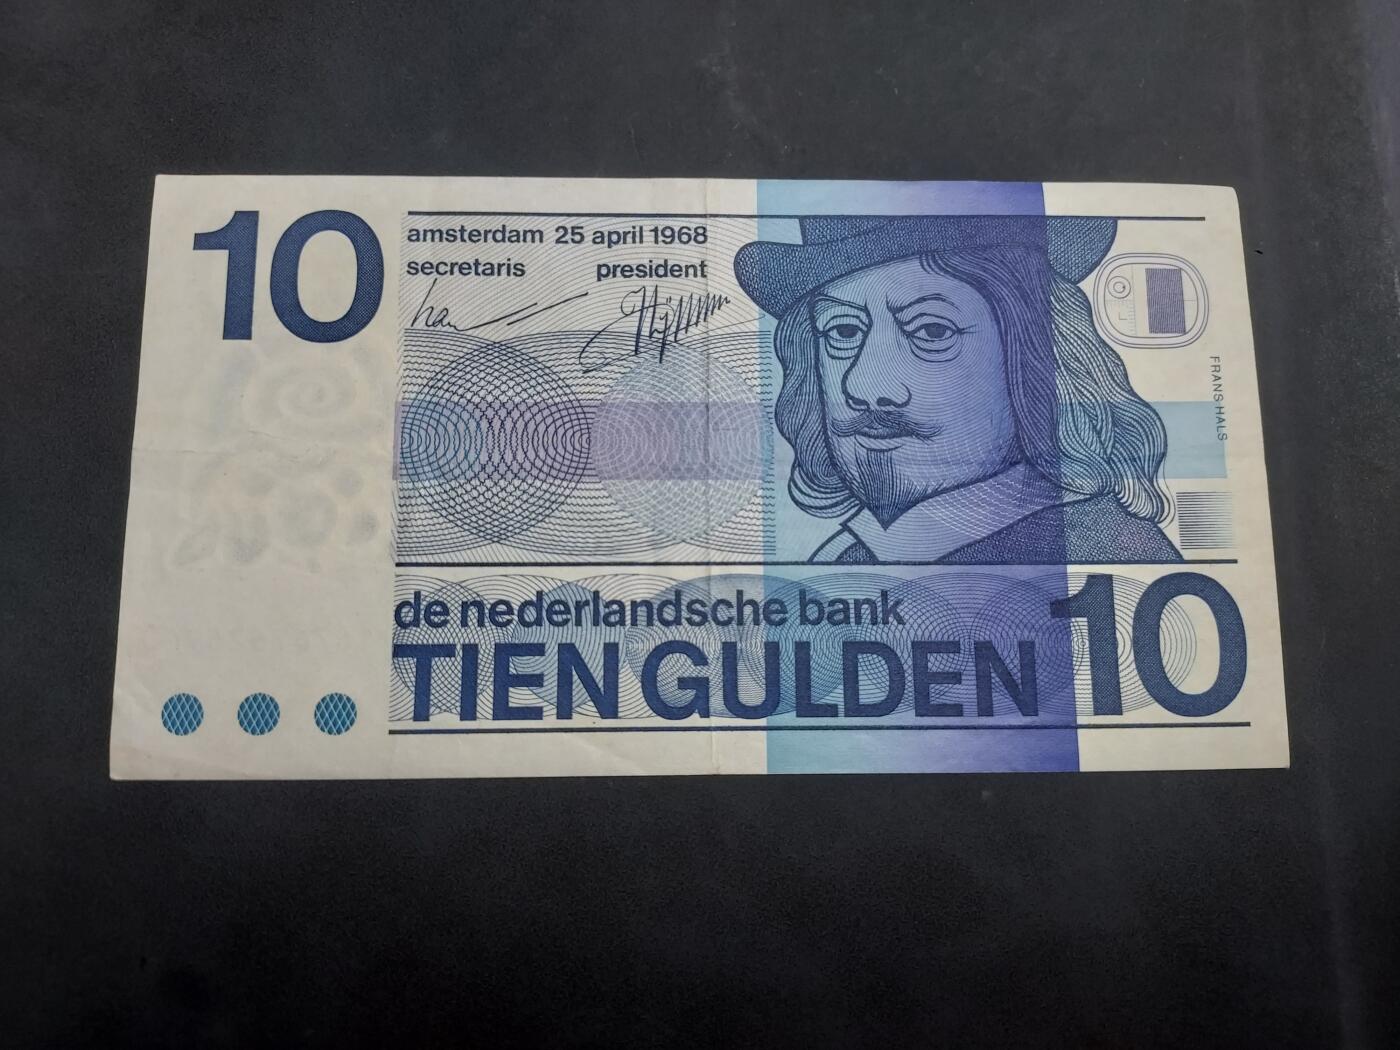 10
amsterdam 25 april 1968
secretaris president
FRANS HALS
de nederlandsche bank
TIEN GULDEN 10